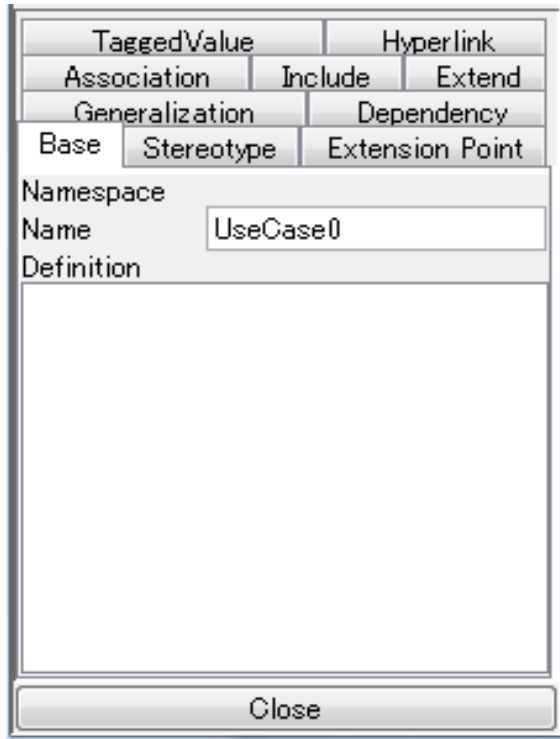 TaggedValue Hyperlink
Association Include Extend
Generalization Dependency
Base Stereotype Extension Point
Namespace
Name UseCase0
Definition
Close